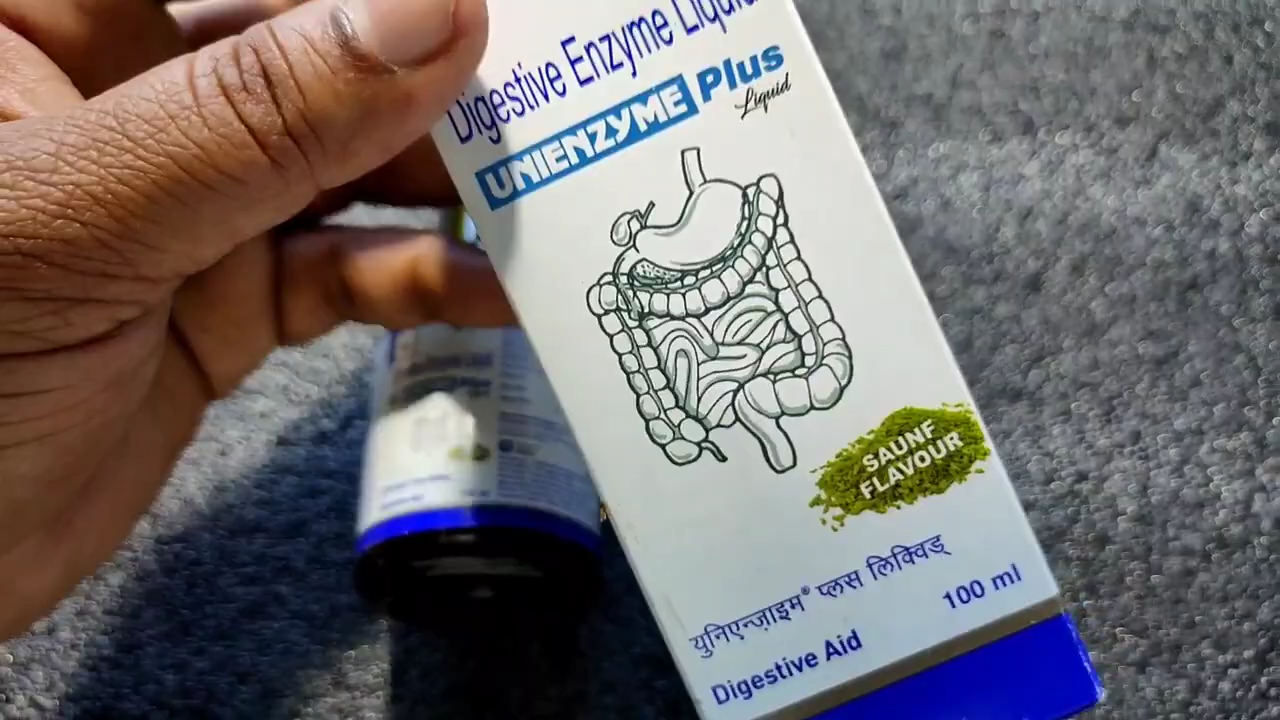 Digestive Enzyme Liquid
UNIENZYME Plus
Liquid
SAUNF
FLAVOUR
युनिएन्ज़ाइम® प्लस लिक्विड्
100 ml
Digestive Aid